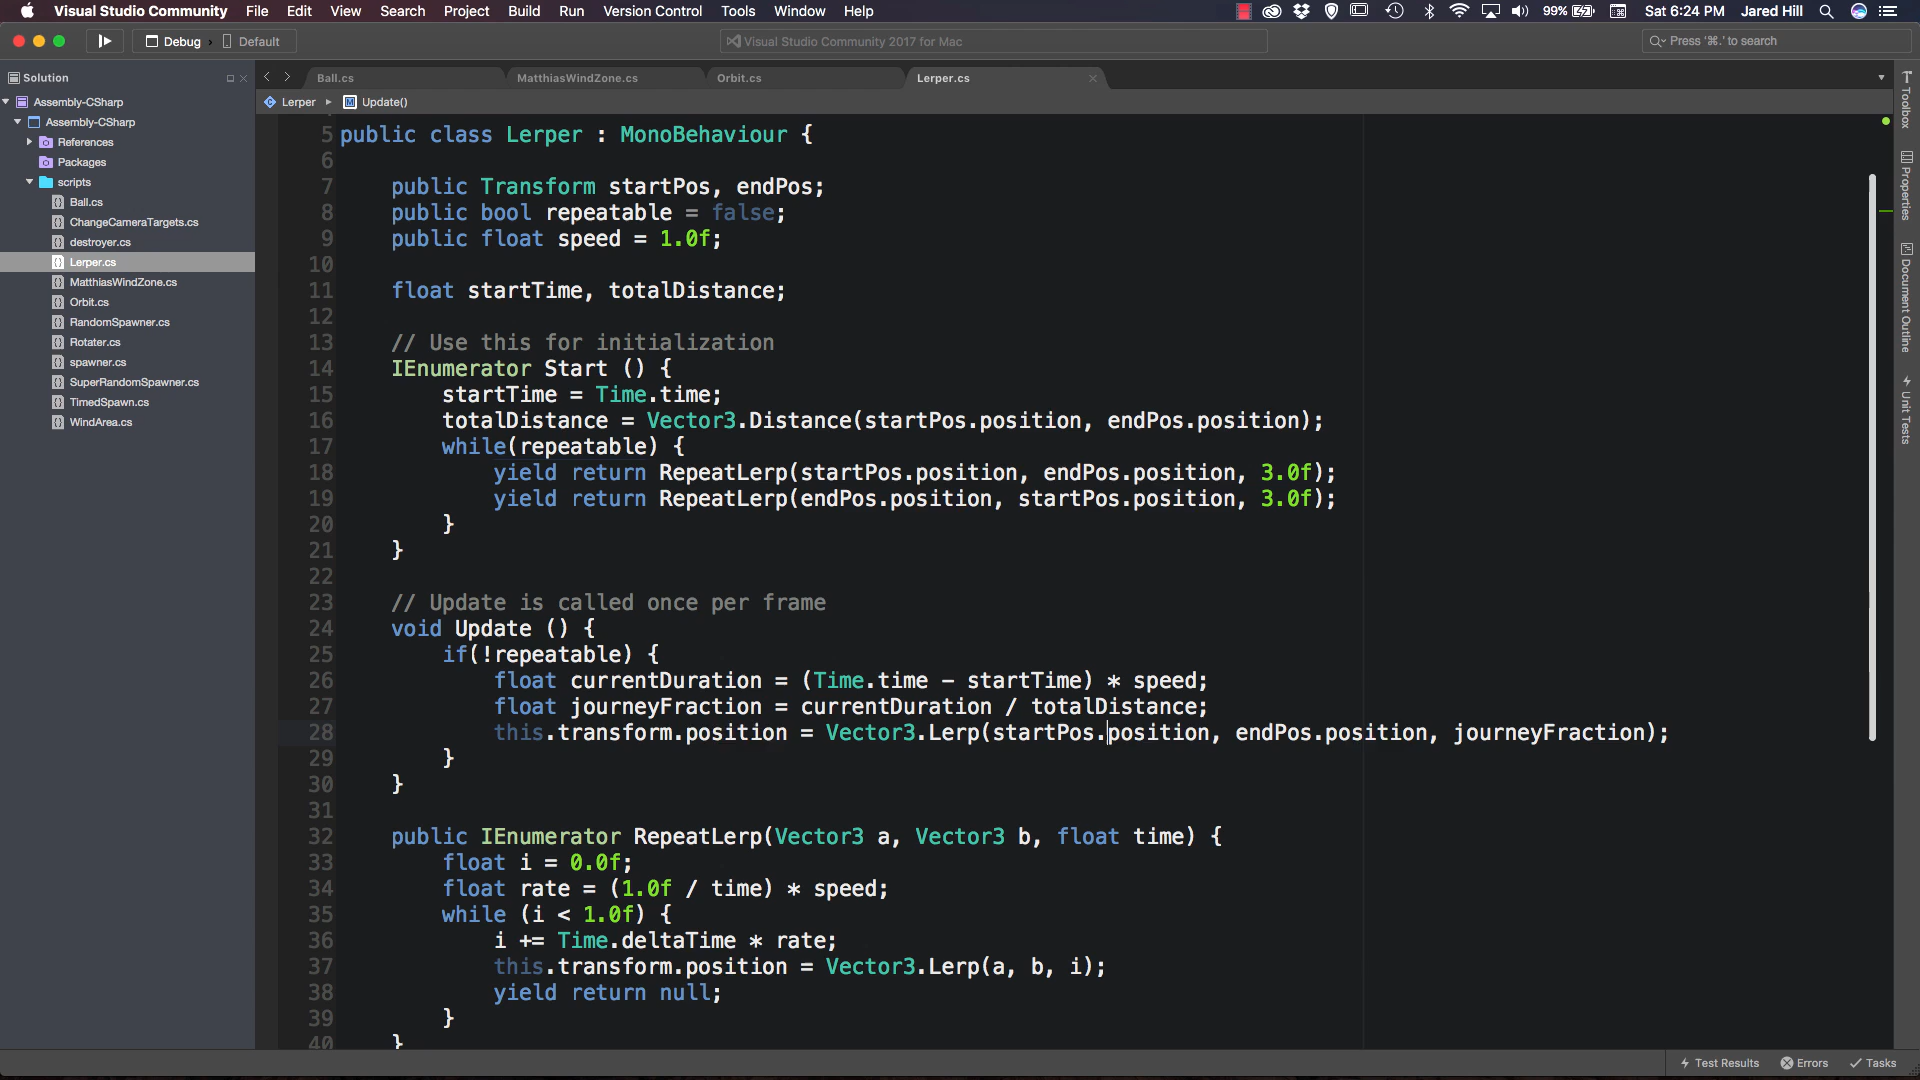 Visual Studio Community File Edit View Search Project Build Run Version Control Tools Window Help 99% Sat 6:24 PM Jared Hill
Debug › Default Visual Studio Community 2017 for Mac Press '⌘.' to search
Solution
Assembly-CSharp
Assembly-CSharp
References
Packages
scripts
Ball.cs
ChangeCameraTargets.cs
destroyer.cs
Lerper.cs
MatthiasWindZone.cs
Orbit.cs
RandomSpawner.cs
Rotater.cs
spawner.cs
SuperRandomSpawner.cs
TimedSpawn.cs
WindArea.cs
Ball.cs MatthiasWindZone.cs Orbit.cs Lerper.cs
Lerper ▸ Update()
5 public class Lerper : MonoBehaviour {
6
7 public Transform startPos, endPos;
8 public bool repeatable = false;
9 public float speed = 1.0f;
10
11 float startTime, totalDistance;
12
13 // Use this for initialization
14 IEnumerator Start () {
15 startTime = Time.time;
16 totalDistance = Vector3.Distance(startPos.position, endPos.position);
17 while(repeatable) {
18 yield return RepeatLerp(startPos.position, endPos.position, 3.0f);
19 yield return RepeatLerp(endPos.position, startPos.position, 3.0f);
20 }
21 }
22
23 // Update is called once per frame
24 void Update () {
25 if(!repeatable) {
26 float currentDuration = (Time.time - startTime) * speed;
27 float journeyFraction = currentDuration / totalDistance;
28 this.transform.position = Vector3.Lerp(startPos.position, endPos.position, journeyFraction);
29 }
30 }
31
32 public IEnumerator RepeatLerp(Vector3 a, Vector3 b, float time) {
33 float i = 0.0f;
34 float rate = (1.0f / time) * speed;
35 while (i < 1.0f) {
36 i += Time.deltaTime * rate;
37 this.transform.position = Vector3.Lerp(a, b, i);
38 yield return null;
39 }
40 }
Toolbox
Properties
Document Outline
Unit Tests
Test Results Errors Tasks